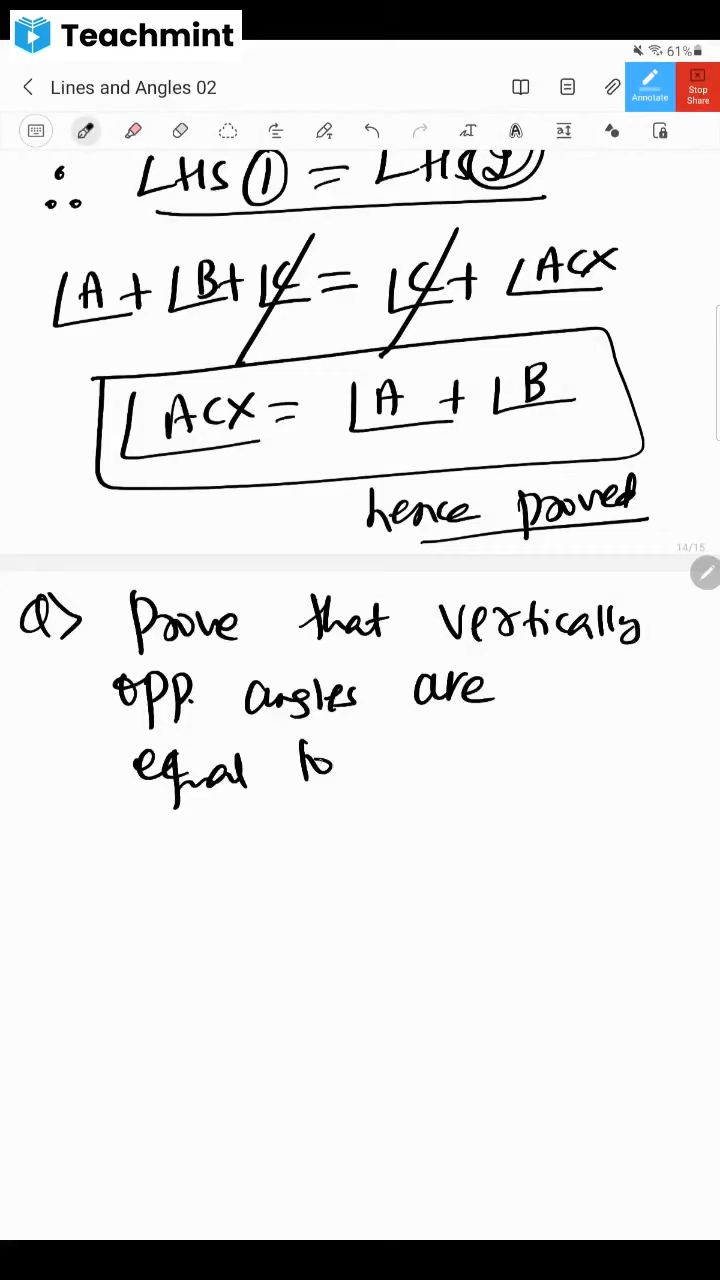 Teachmint
61%
Lines and Angles 02
Annotate
Stop
Share
∴ LHS ① = LHS ②
∠A + ∠B + ∠C = ∠C + ∠ACX
∠ACX = ∠A + ∠B
hence proved
14/15
Q> Prove that vertically
opp. angles are
equal to